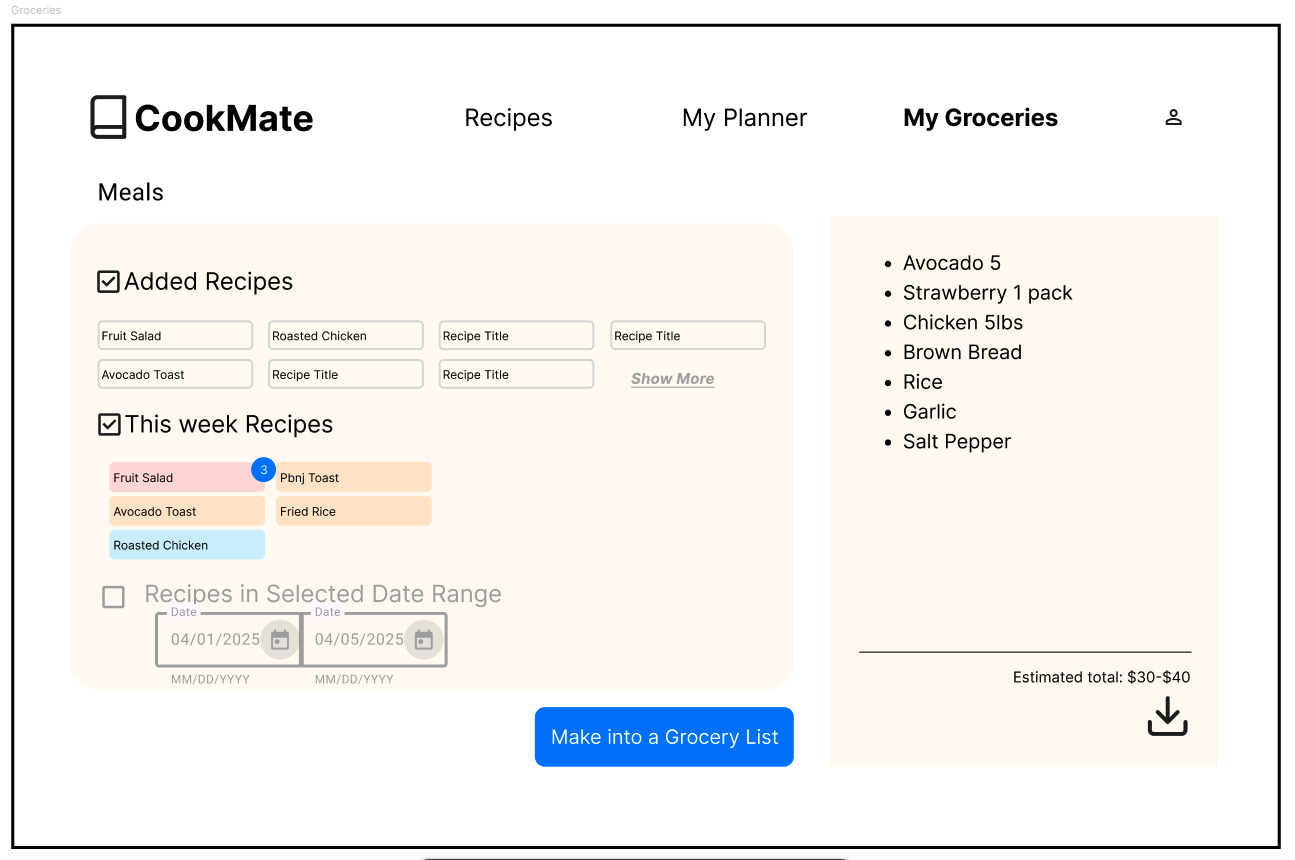 Groceries
CookMate
Recipes
My Planner
My Groceries
Meals
Added Recipes
Fruit Salad
Roasted Chicken
Recipe Title
Recipe Title
Avocado Toast
Recipe Title
Recipe Title
Show More
This week Recipes
Fruit Salad
3
Pbnj Toast
Avocado Toast
Fried Rice
Roasted Chicken
Recipes in Selected Date Range
Date
Date
04/01/2025
04/05/2025
MM/DD/YYYY
MM/DD/YYYY
Make into a Grocery List
Avocado 5
Strawberry 1 pack
Chicken 5lbs
Brown Bread
Rice
Garlic
Salt Pepper
Estimated total: $30-$40